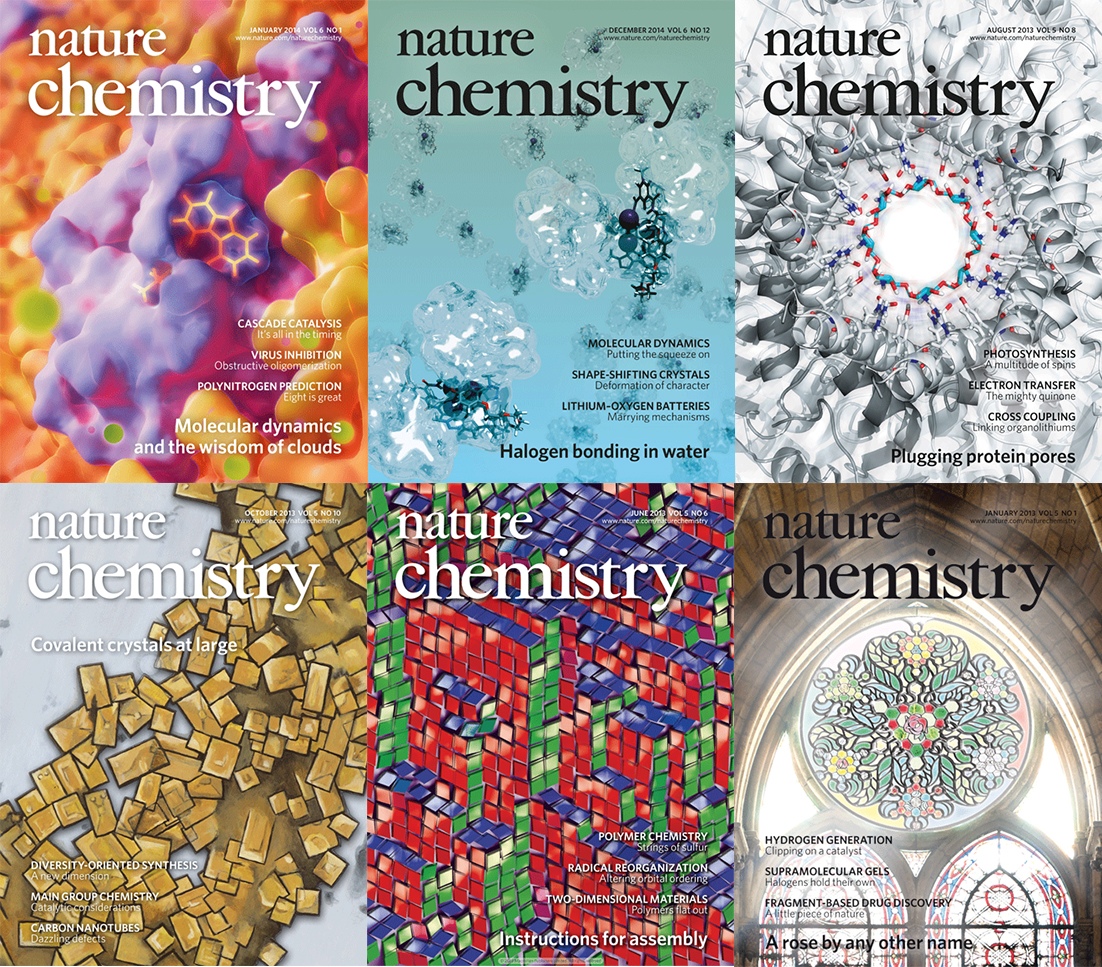 nature
chemistry
JANUARY 2014 VOL 6 NO 1
www.nature.com/naturechemistry
CASCADE CATALYSIS
It's all in the timing
VIRUS INHIBITION
Obstructive oligomerization
POLYNITROGEN PREDICTION
Eight is great
Molecular dynamics
and the wisdom of clouds
nature
chemistry
DECEMBER 2014 VOL 6 NO 12
www.nature.com/naturechemistry
MOLECULAR DYNAMICS
Putting the squeeze on
SHAPE-SHIFTING CRYSTALS
Deformation of character
LITHIUM–OXYGEN BATTERIES
Marrying mechanisms
Halogen bonding in water
nature
chemistry
AUGUST 2013 VOL 5 NO 8
www.nature.com/naturechemistry
PHOTOSYNTHESIS
A multitude of spins
ELECTRON TRANSFER
The mighty quinone
CROSS COUPLING
Linking organolithiums
Plugging protein pores
nature
chemistry
OCTOBER 2013 VOL 5 NO 10
www.nature.com/naturechemistry
Covalent crystals at large
DIVERSITY-ORIENTED SYNTHESIS
A new dimension
MAIN GROUP CHEMISTRY
Catalytic considerations
CARBON NANOTUBES
Dazzling defects
nature
chemistry
JUNE 2013 VOL 5 NO 6
www.nature.com/naturechemistry
POLYMER CHEMISTRY
Strings of sulfur
RADICAL REORGANIZATION
Altering orbital ordering
TWO-DIMENSIONAL MATERIALS
Polymers flat out
Instructions for assembly
nature
chemistry
JANUARY 2013 VOL 5 NO 1
www.nature.com/naturechemistry
HYDROGEN GENERATION
Clipping on a catalyst
SUPRAMOLECULAR GELS
Halogens hold their own
FRAGMENT-BASED DRUG DISCOVERY
A little piece of nature
A rose by any other name